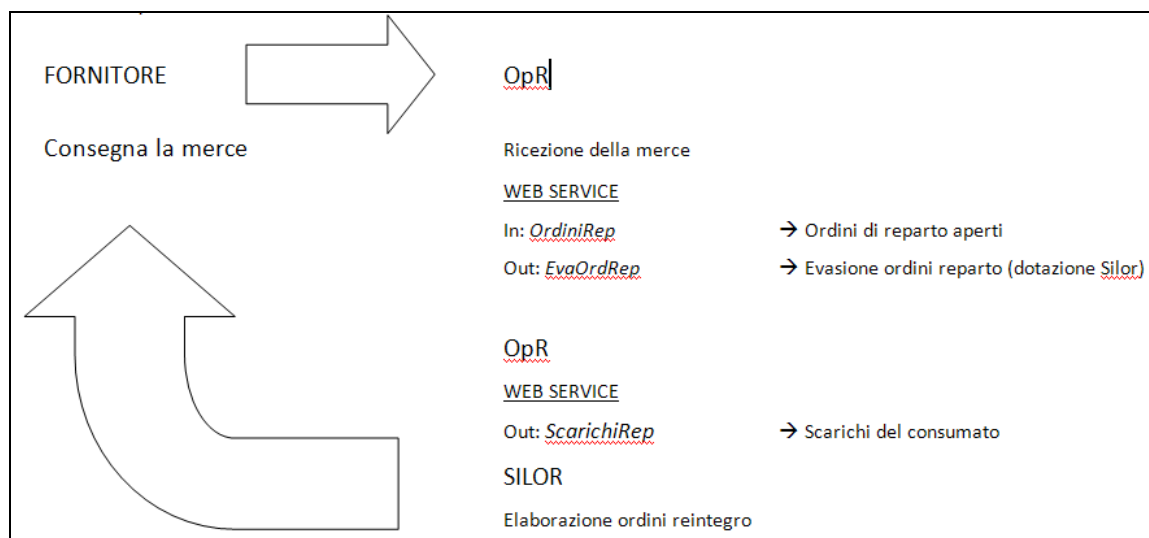 FORNITORE OpR
Consegna la merce Ricezione della merce
WEB SERVICE
In: OrdiniRep → Ordini di reparto aperti
Out: EvaOrdRep → Evasione ordini reparto (dotazione Silor)
OpR
WEB SERVICE
Out: ScarichiRep → Scarichi del consumato
SILOR
Elaborazione ordini reintegro